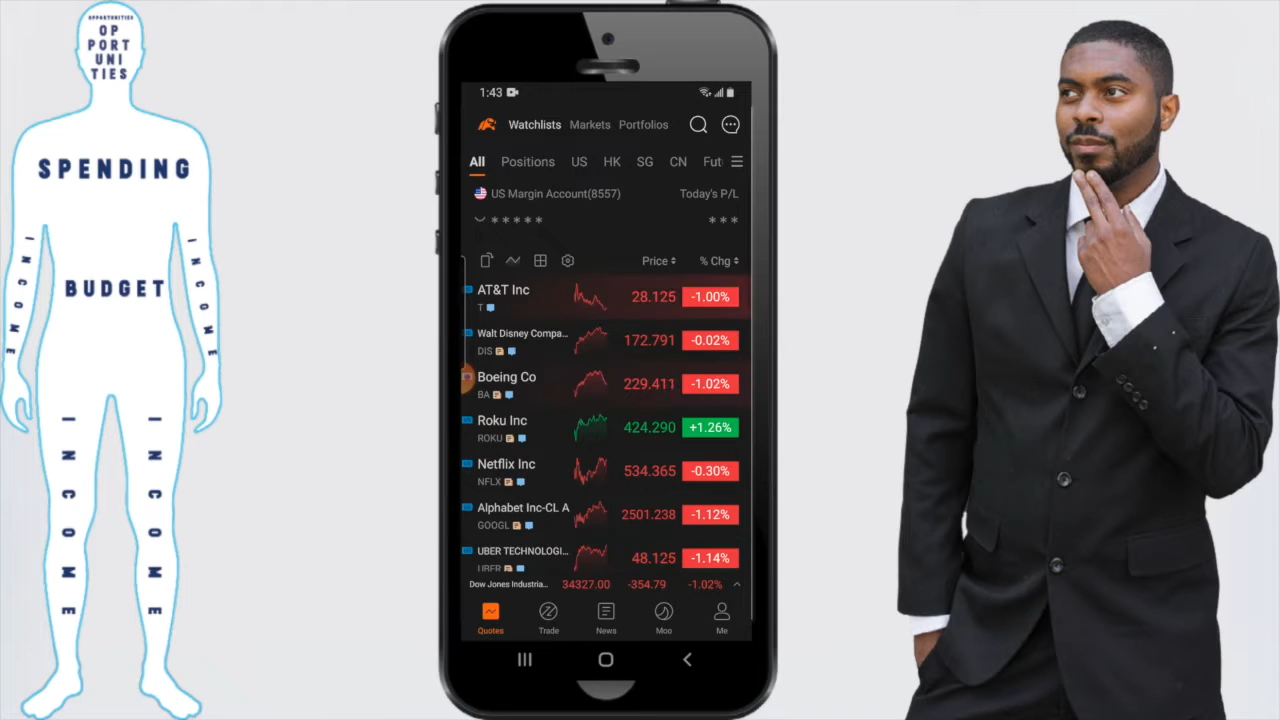 OPPORTUNITIES
OP
PORT
UNI
TIES
SPENDING
BUDGET
INCOME
INCOME
INCOME
INCOME
1:43
Watchlists Markets Portfolios
All Positions US HK SG CN Fut
US Margin Account(8557) Today's P/L
***** ***
Price % Chg
AT&T Inc 28.125 -1.00%
T
Walt Disney Compa... 172.791 -0.02%
DIS
Boeing Co 229.411 -1.02%
BA
Roku Inc 424.290 +1.26%
ROKU
Netflix Inc 534.365 -0.30%
NFLX
Alphabet Inc-CL A 2501.238 -1.12%
GOOGL
UBER TECHNOLOGI... 48.125 -1.14%
UBER
Dow Jones Industria... 34327.00 -354.79 -1.02%
Quotes Trade News Moo Me